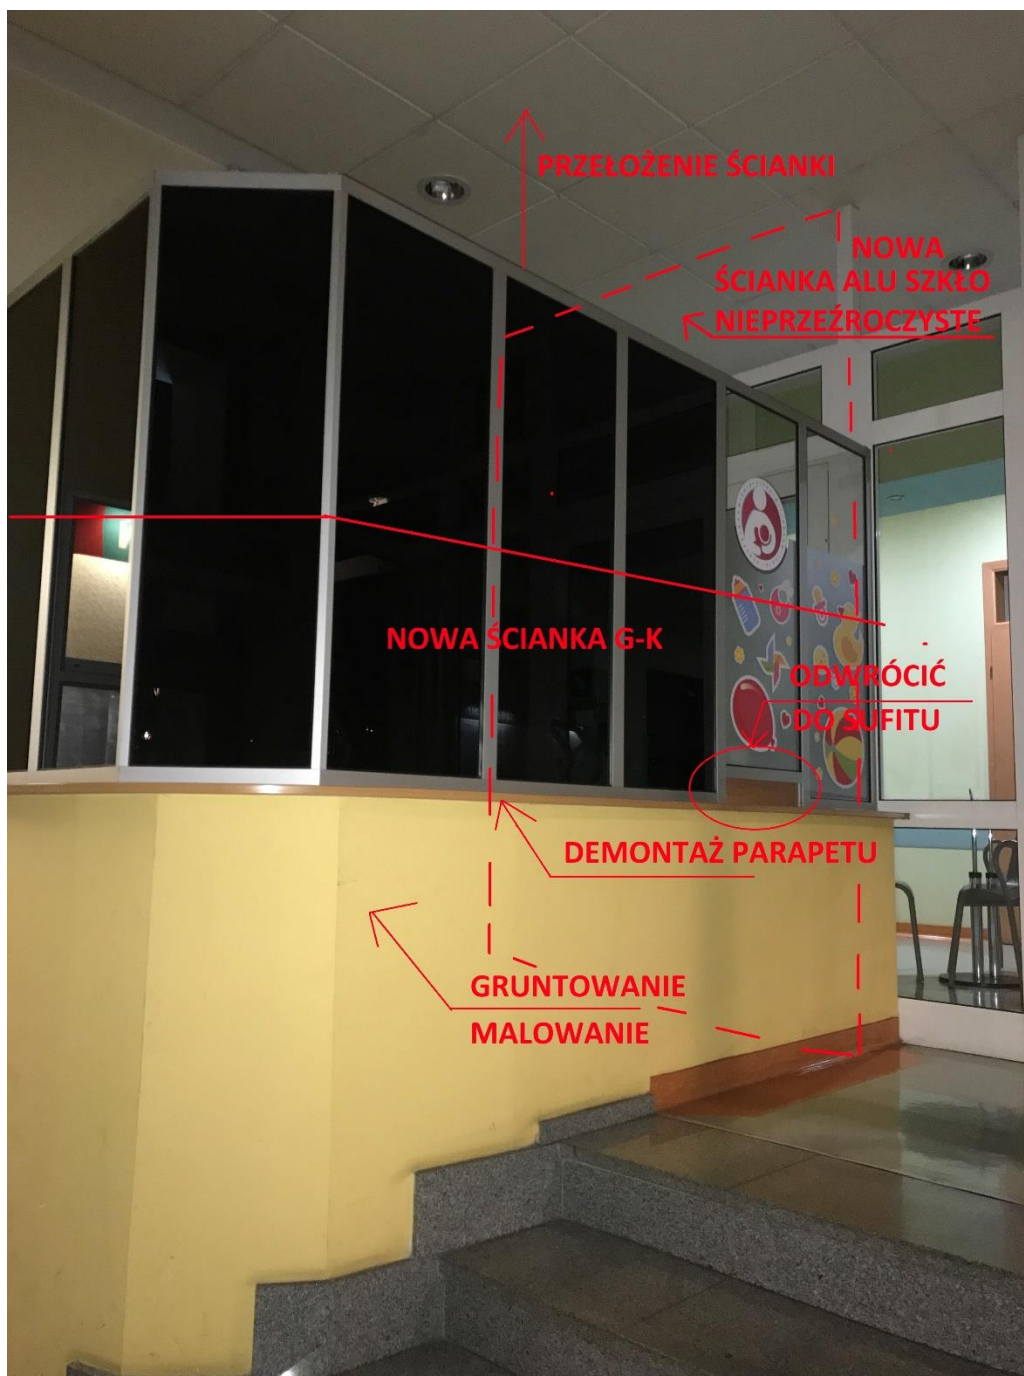 PRZEŁOŻENIE ŚCIANKI
NOWA
ŚCIANKA ALU SZKŁO
NIEPRZEŹROCZYSTE
NOWA ŚCIANKA G-K
ODWRÓCIĆ
DO SUFITU
DEMONTAŻ PARAPETU
GRUNTOWANIE
MALOWANIE